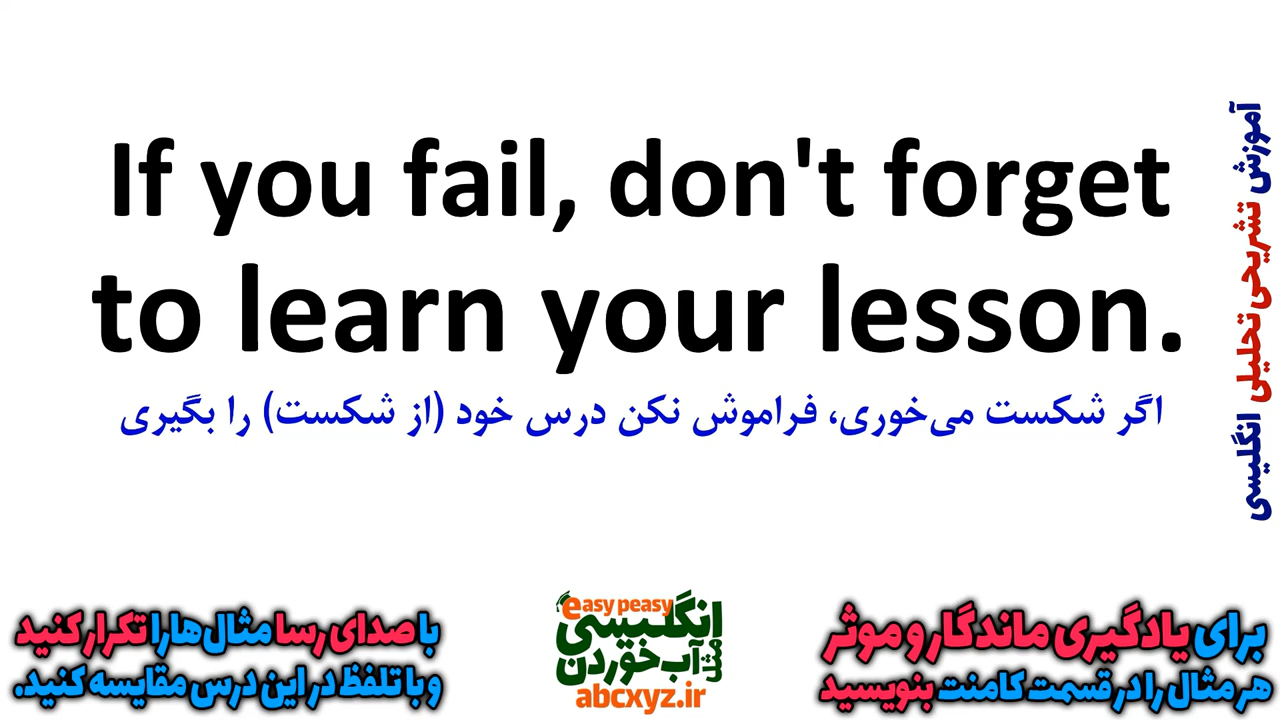 If you fail, don't forget
to learn your lesson.
اگر شکست می‌خوری، فراموش نکن درس خود (از شکست) را بگیری
آموزش تشریحی تحلیلی انگلیسی
برای یادگیری ماندگار و موثر
هر مثال را در قسمت کامنت بنویسید
easy peasy
انگلیسی
مثل آب خوردن
abcxyz.ir
با صدای رسا مثال‌ها را تکرار کنید
و با تلفظ در این درس مقایسه کنید.